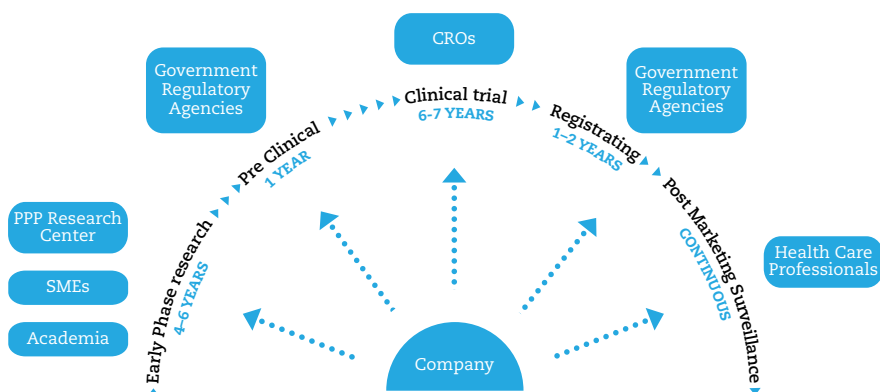 CROs
Government
Regulatory
Agencies
Government
Regulatory
Agencies
Clinical trial
6-7 YEARS
Pre Clinical
1 YEAR
Registrating
1–2 YEARS
PPP Research
Center
SMEs
Academia
Early Phase research
4–6 YEARS
Post Marketing Surveillance
CONTINUOUS
Health Care
Professionals
Company